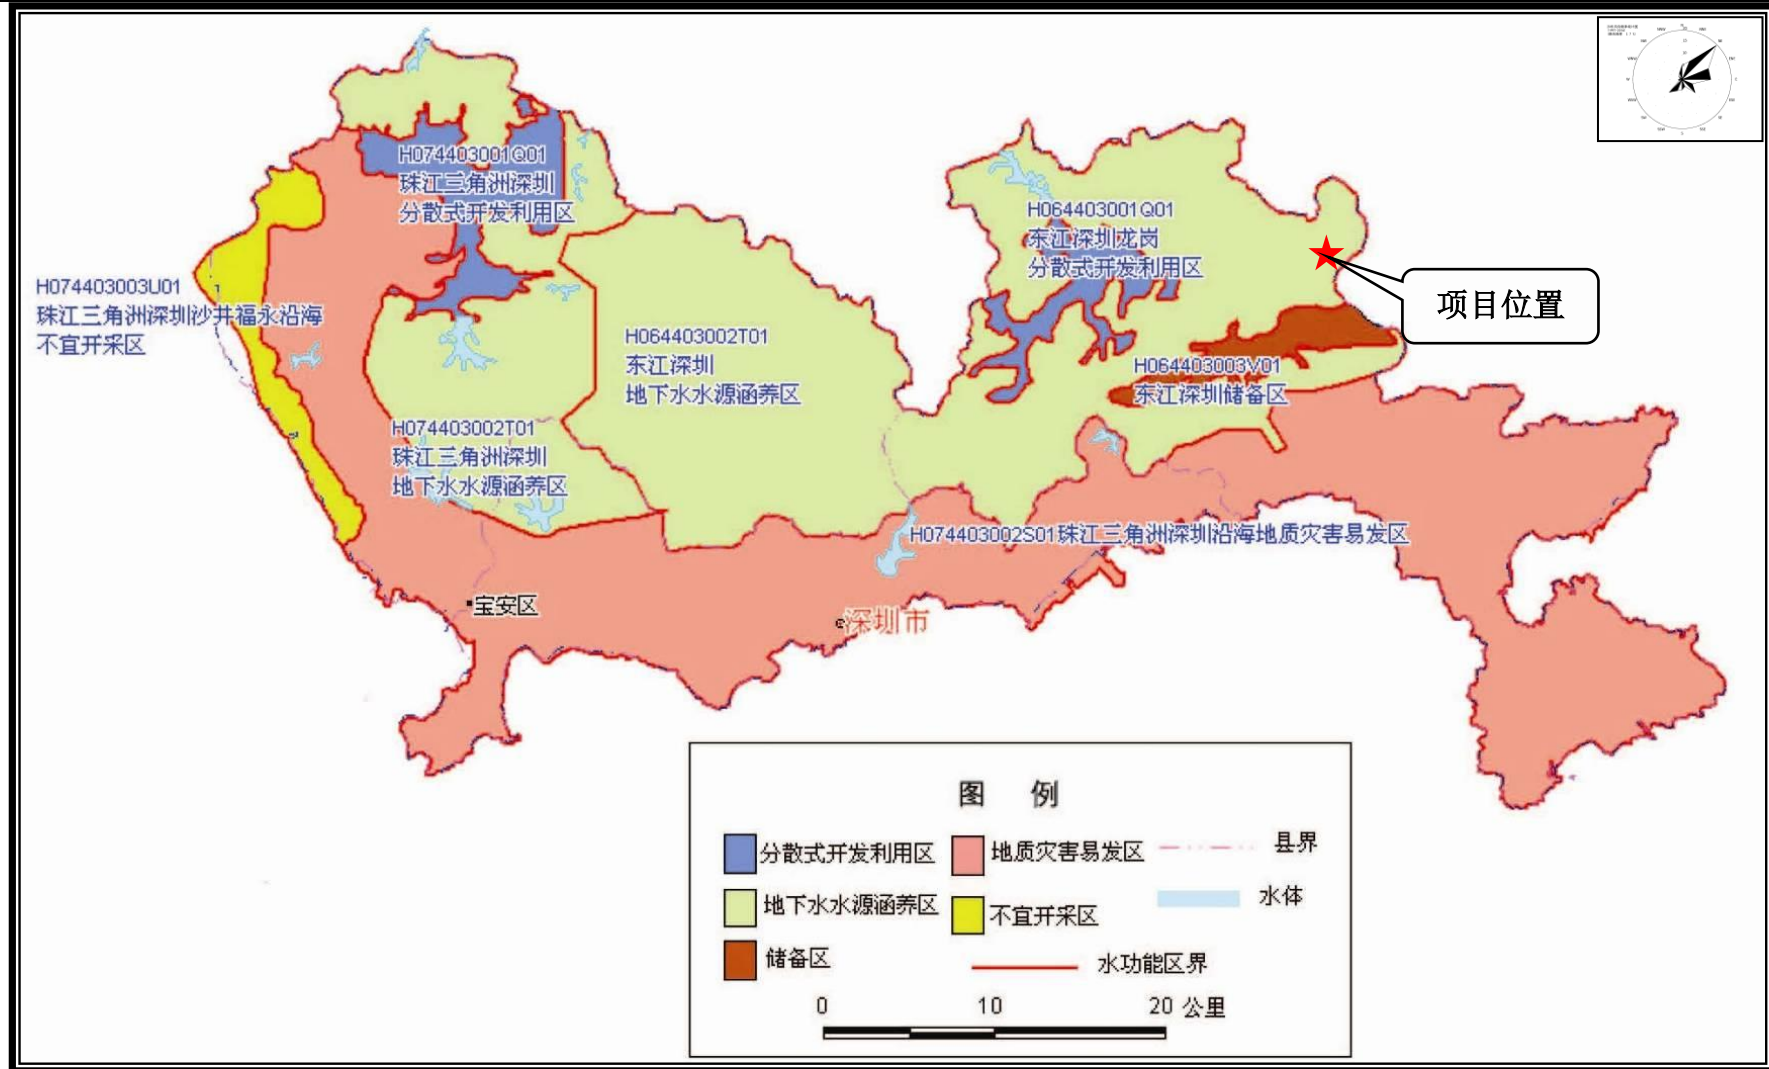 H074403001Q01
珠江三角洲深圳
分散式开发利用区
H064403001Q01
东江深圳龙岗
分散式开发利用区
H074403003U01
珠江三角洲深圳沙井福永沿海
不宜开采区
项目位置
H064403002T01
东江深圳
地下水水源涵养区
H064403003V01
东江深圳储备区
H074403002T01
珠江三角洲深圳
地下水水源涵养区
H074403002S01珠江三角洲深圳沿海地质灾害易发区
宝安区
深圳市
图 例
分散式开发利用区
地质灾害易发区
县界
地下水水源涵养区
不宜开采区
水体
储备区
水功能区界
0 10 20 公里